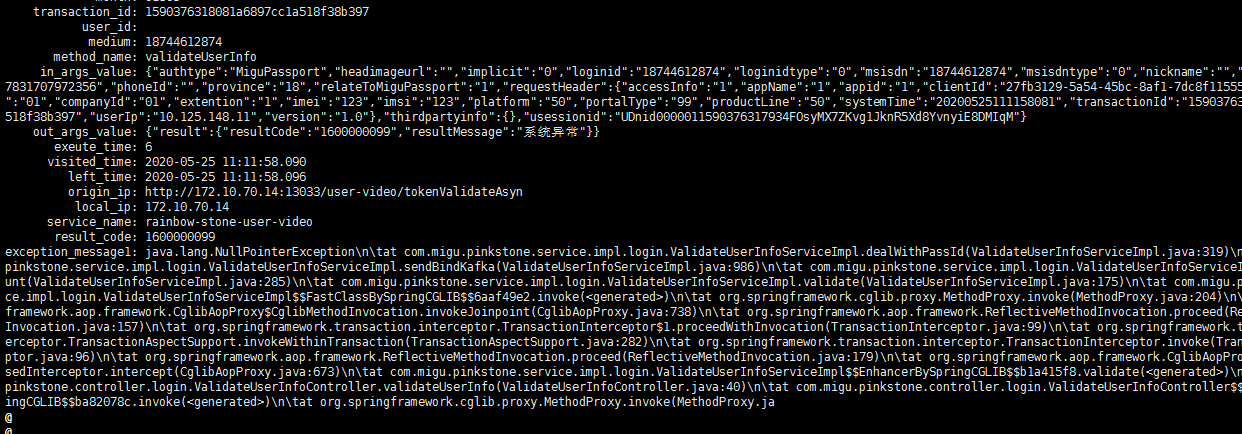 transaction_id: 1590376318081a6897cc1a518f38b397
user_id:
medium: 18744612874
method_name: validateUserInfo
in_args_value: {"authtype":"MiguPassport","headimageurl":"","implicit":"0","loginid":"18744612874","loginidtype":"0","msisdn":"18744612874","msisdntype":"0","nickname":"","
7831707972356","phoneId":"","province":"18","relateToMiguPassport":"1","requestHeader":{"accessInfo":"1","appName":"1","appid":"1","clientId":"27fb3129-5a54-45bc-8af1-7dc8f11555
":"01","companyId":"01","extention":"1","imei":"123","imsi":"123","platform":"50","portalType":"99","productLine":"50","systemTime":"20200525111158081","transactionId":"15903763
518f38b397","userIp":"10.125.148.11","version":"1.0"},"thirdpartyinfo":{},"usessionid":"UDnid0000011590376317934FOsyMX7ZKvg1JknR5Xd8YvnyiE8DMIqM"}
out_args_value: {"result":{"resultCode":"1600000099","resultMessage":"系统异常"}}
exeute_time: 6
visited_time: 2020-05-25 11:11:58.090
left_time: 2020-05-25 11:11:58.096
origin_ip: http://172.10.70.14:13033/user-video/tokenValidateAsyn
local_ip: 172.10.70.14
service_name: rainbow-stone-user-video
result_code: 1600000099
exception_message1: java.lang.NullPointerException\n\tat com.migu.pinkstone.service.impl.login.ValidateUserInfoServiceImpl.dealWithPassId(ValidateUserInfoServiceImpl.java:319)\n
pinkstone.service.impl.login.ValidateUserInfoServiceImpl.sendBindKafka(ValidateUserInfoServiceImpl.java:986)\n\tat com.migu.pinkstone.service.impl.login.ValidateUserInfoServiceI
unt(ValidateUserInfoServiceImpl.java:285)\n\tat com.migu.pinkstone.service.impl.login.ValidateUserInfoServiceImpl.validate(ValidateUserInfoServiceImpl.java:175)\n\tat com.migu.p
ce.impl.login.ValidateUserInfoServiceImpl$$FastClassBySpringCGLIB$$6aaf49e2.invoke(<generated>)\n\tat org.springframework.cglib.proxy.MethodProxy.invoke(MethodProxy.java:204)\n\
framework.aop.framework.CglibAopProxy$CglibMethodInvocation.invokeJoinpoint(CglibAopProxy.java:738)\n\tat org.springframework.aop.framework.ReflectiveMethodInvocation.proceed(Re
Invocation.java:157)\n\tat org.springframework.transaction.interceptor.TransactionInterceptor$1.proceedWithInvocation(TransactionInterceptor.java:99)\n\tat org.springframework.t
erceptor.TransactionAspectSupport.invokeWithinTransaction(TransactionAspectSupport.java:282)\n\tat org.springframework.transaction.interceptor.TransactionInterceptor.invoke(Tran
ptor.java:96)\n\tat org.springframework.aop.framework.ReflectiveMethodInvocation.proceed(ReflectiveMethodInvocation.java:179)\n\tat org.springframework.aop.framework.CglibAopPro
sedInterceptor.intercept(CglibAopProxy.java:673)\n\tat com.migu.pinkstone.service.impl.login.ValidateUserInfoServiceImpl$$EnhancerBySpringCGLIB$$b1a415f8.validate(<generated>)\n
pinkstone.controller.login.ValidateUserInfoController.validateUserInfo(ValidateUserInfoController.java:40)\n\tat com.migu.pinkstone.controller.login.ValidateUserInfoController$$
ingCGLIB$$ba82078c.invoke(<generated>)\n\tat org.springframework.cglib.proxy.MethodProxy.invoke(MethodProxy.ja
@
@